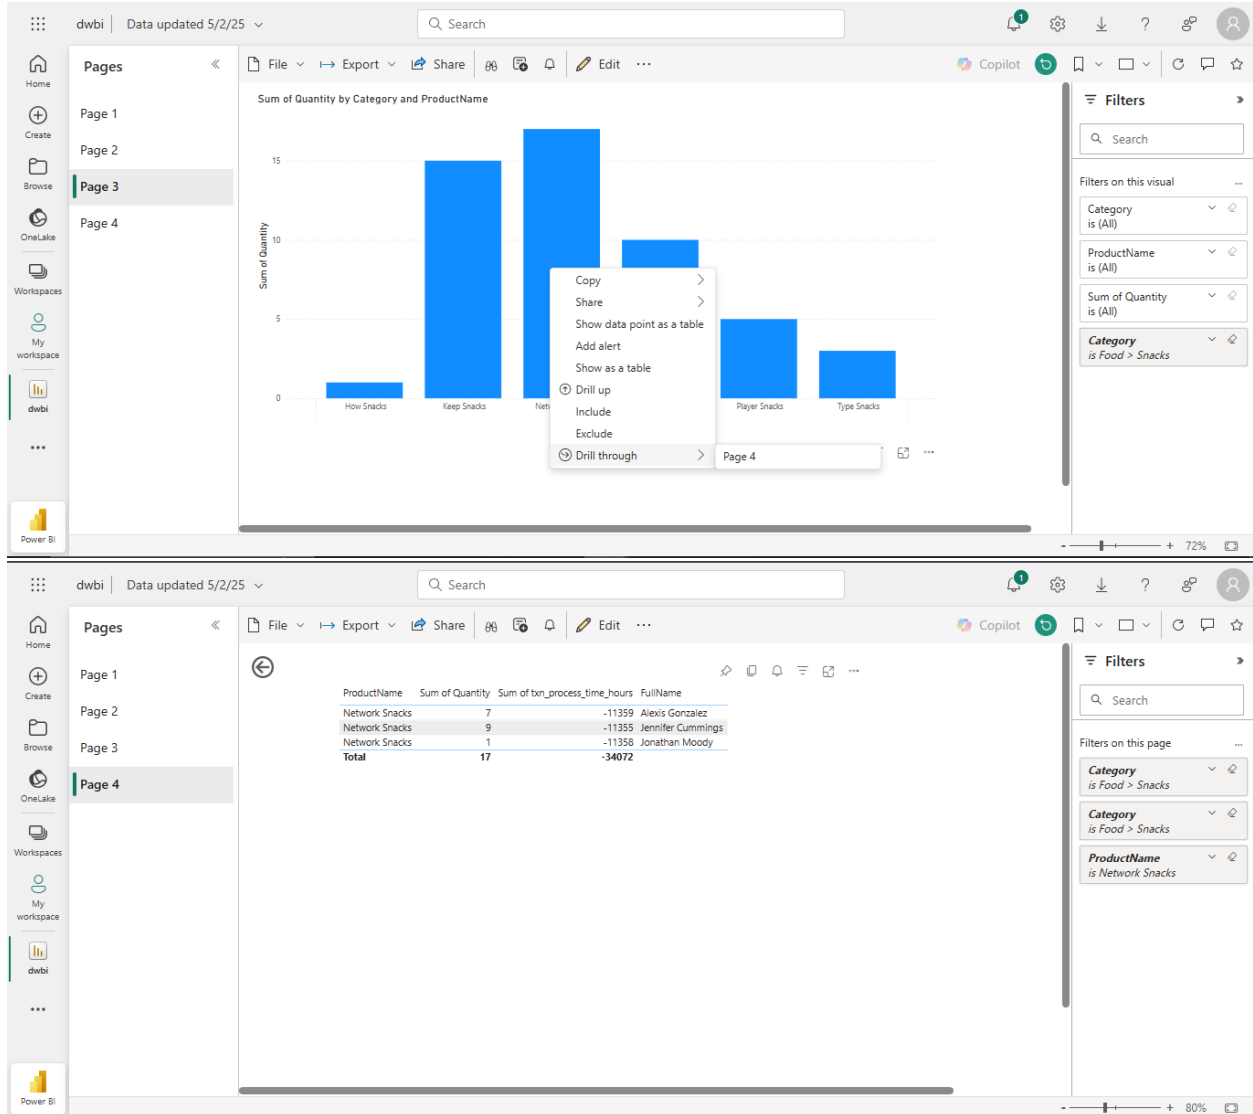 dwbi Data updated 5/2/25 Search 1
Home
Create
Browse
OneLake
Workspaces
My
workspace
dwbi
Power BI
Pages
Page 1
Page 2
Page 3
Page 4
File Export Share Edit Copilot
Sum of Quantity by Category and ProductName
Sum of Quantity
15
10
5
0
How Snacks Keep Snacks Net Player Snacks Type Snacks
Copy
Share
Show data point as a table
Add alert
Show as a table
Drill up
Include
Exclude
Drill through Page 4
Filters
Search
Filters on this visual
Category
is (All)
ProductName
is (All)
Sum of Quantity
is (All)
Category
is Food > Snacks
- + 72%
dwbi Data updated 5/2/25 Search 1
Home
Create
Browse
OneLake
Workspaces
My
workspace
dwbi
Power BI
Pages
Page 1
Page 2
Page 3
Page 4
File Export Share Edit Copilot
ProductName Sum of Quantity Sum of txn_process_time_hours FullName
Network Snacks 7 -11359 Alexis Gonzalez
Network Snacks 9 -11355 Jennifer Cummings
Network Snacks 1 -11358 Jonathan Moody
Total 17 -34072
Filters
Search
Filters on this page
Category
is Food > Snacks
Category
is Food > Snacks
ProductName
is Network Snacks
- + 80%